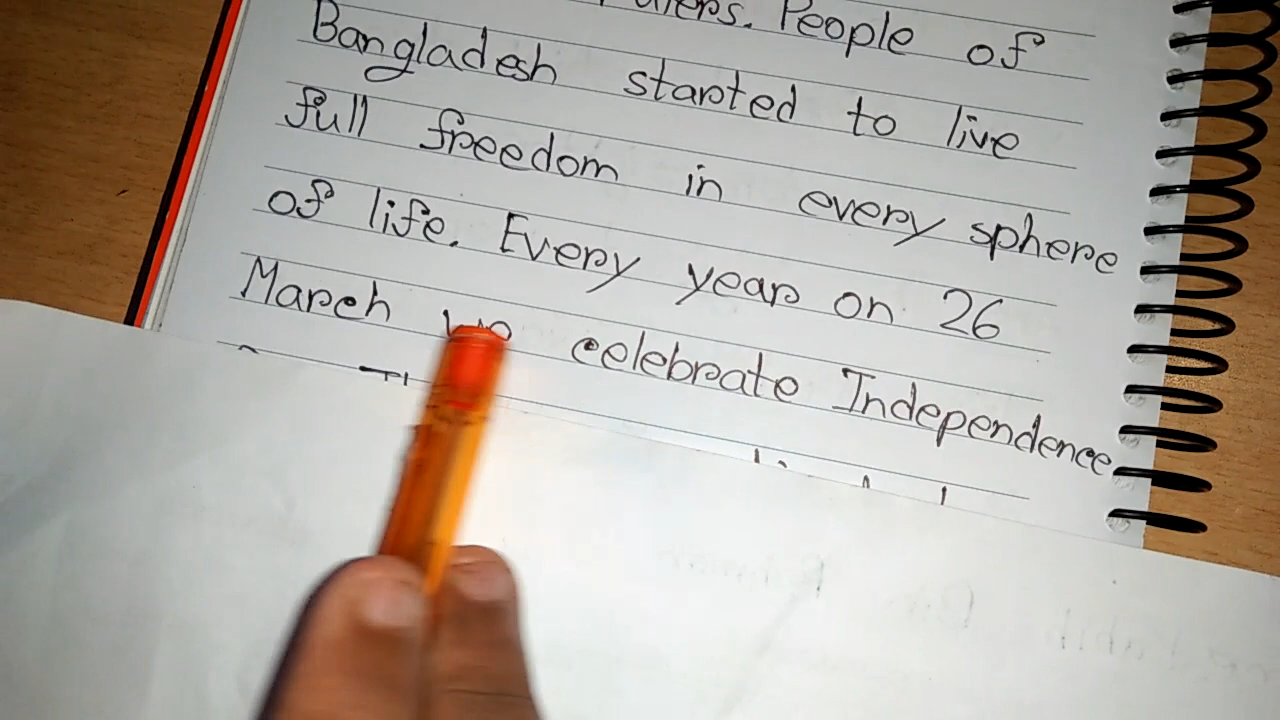 People of
Bangladesh started to live
full freedom in every sphere
of life. Every year on 26
March we celebrate Independence